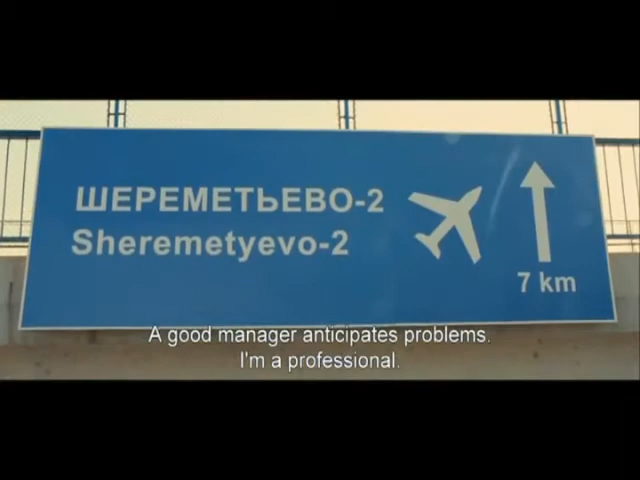 ШЕРЕМЕТЬЕВО-2
Sheremetyevo-2
7 km
A good manager anticipates problems.
I'm a professional.